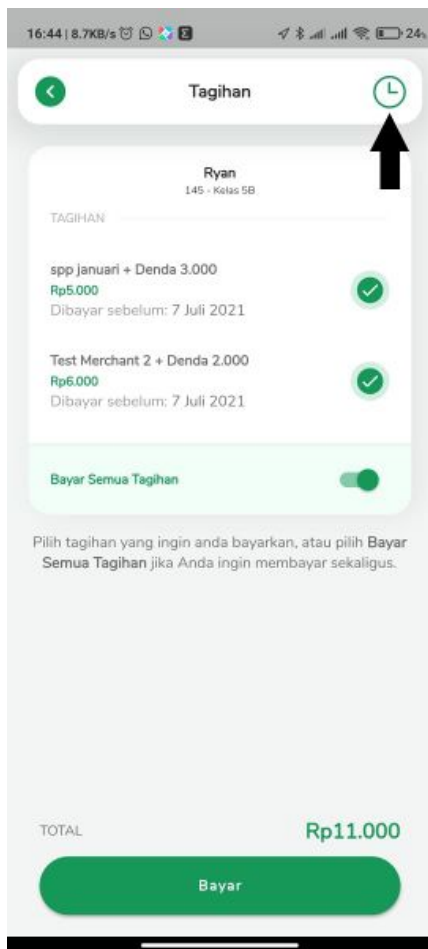 16:44 | 8.7KB/s
24%
Tagihan
Ryan
145 - Kelas 5B
TAGIHAN
spp januari + Denda 3.000
Rp5.000
Dibayar sebelum: 7 Juli 2021
Test Merchant 2 + Denda 2.000
Rp6.000
Dibayar sebelum: 7 Juli 2021
Bayar Semua Tagihan
Pilih tagihan yang ingin anda bayarkan, atau pilih Bayar
Semua Tagihan jika Anda ingin membayar sekaligus.
TOTAL
Rp11.000
Bayar